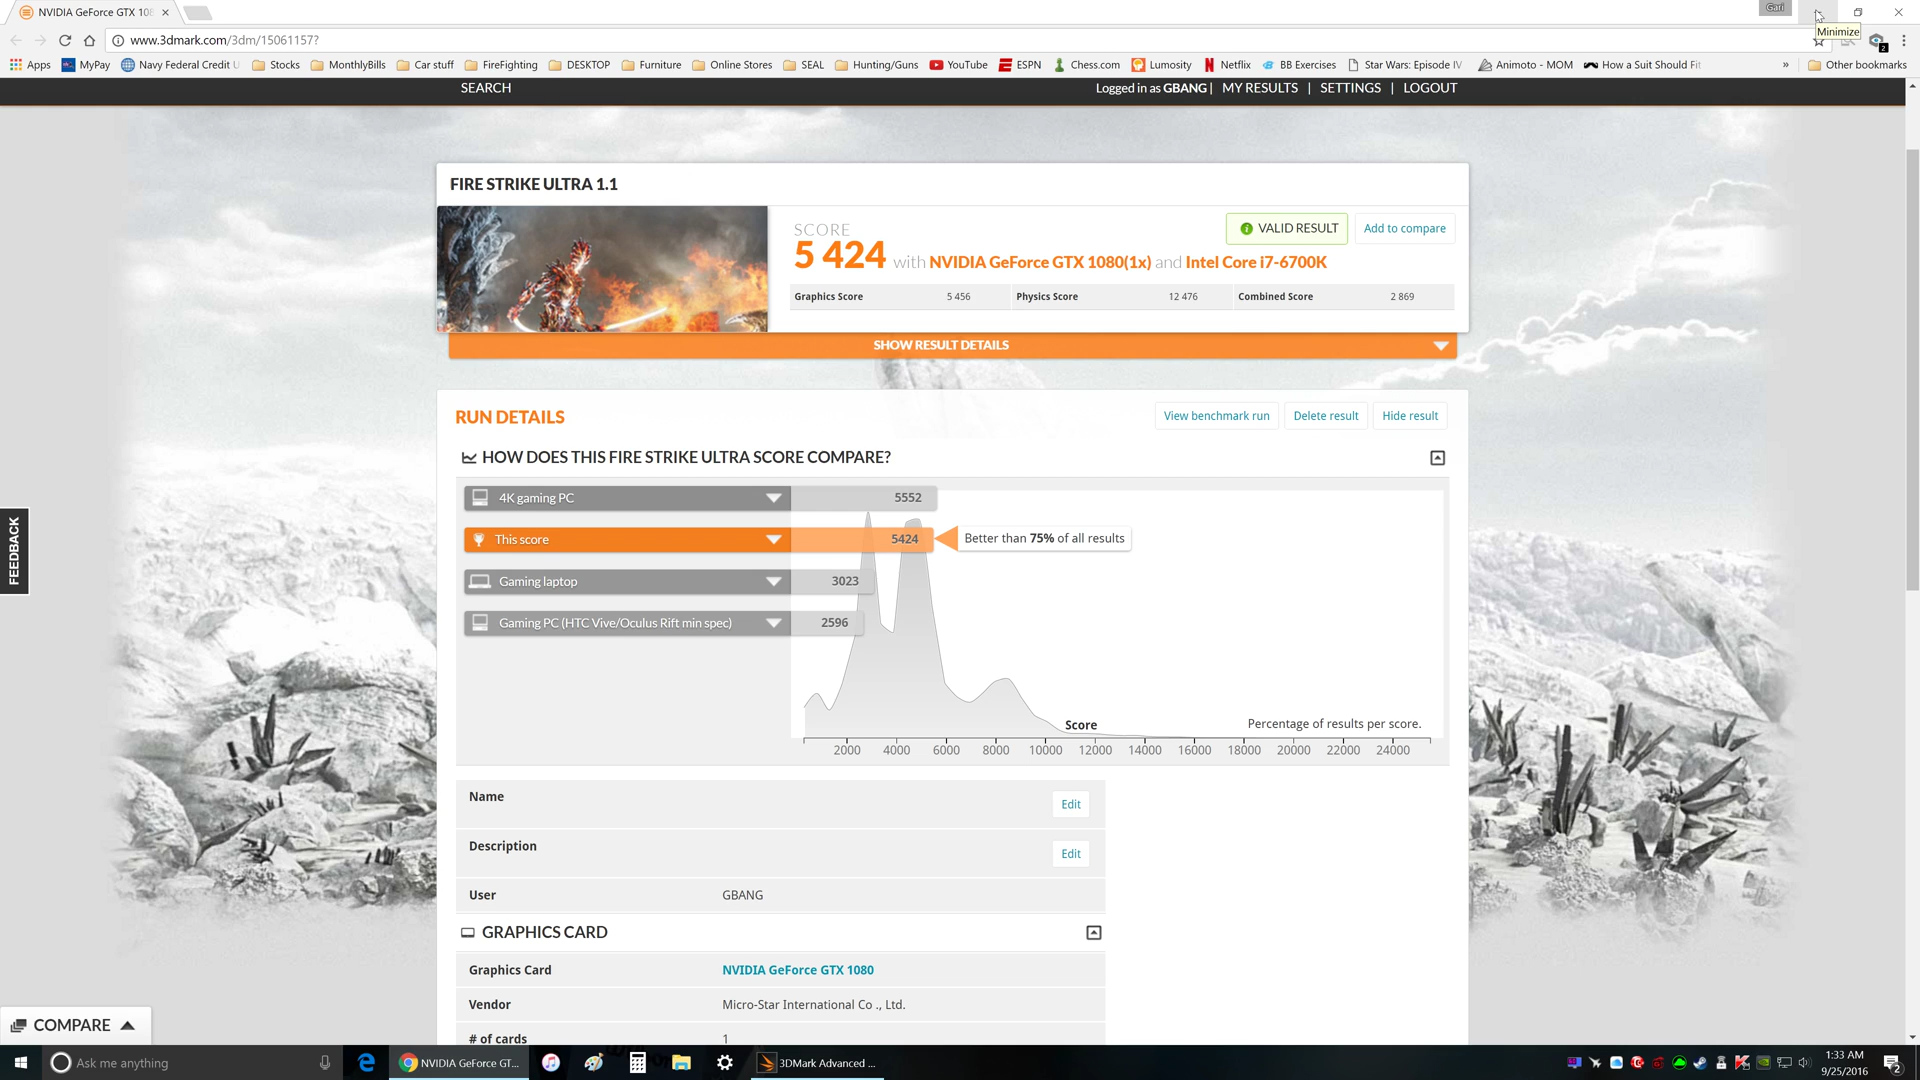 NVIDIA GeForce GTX 108
Gari
www.3dmark.com/3dm/15061157?
Minimize
2
Apps MyPay Navy Federal Credit U Stocks MonthlyBills Car stuff FireFighting DESKTOP Furniture Online Stores SEAL Hunting/Guns YouTube ESPN Chess.com Lumosity Netflix BB Exercises Star Wars: Episode IV Animoto - MOM How a Suit Should Fit » Other bookmarks
SEARCH Logged in as GBANG | MY RESULTS | SETTINGS | LOGOUT
FIRE STRIKE ULTRA 1.1
SCORE
VALID RESULT Add to compare
5 424 with NVIDIA GeForce GTX 1080(1x) and Intel Core i7-6700K
Graphics Score 5 456 Physics Score 12 476 Combined Score 2 869
SHOW RESULT DETAILS
RUN DETAILS View benchmark run Delete result Hide result
HOW DOES THIS FIRE STRIKE ULTRA SCORE COMPARE?
4K gaming PC 5552
This score 5424 Better than 75% of all results
Gaming laptop 3023
Gaming PC (HTC Vive/Oculus Rift min spec) 2596
Score Percentage of results per score.
2000 4000 6000 8000 10000 12000 14000 16000 18000 20000 22000 24000
FEEDBACK
Name Edit
Description Edit
User GBANG
GRAPHICS CARD
Graphics Card NVIDIA GeForce GTX 1080
Vendor Micro-Star International Co ., Ltd.
# of cards 1
COMPARE
Ask me anything NVIDIA GeForce GT... 3DMark Advanced ...
1:33 AM
9/25/2016
2